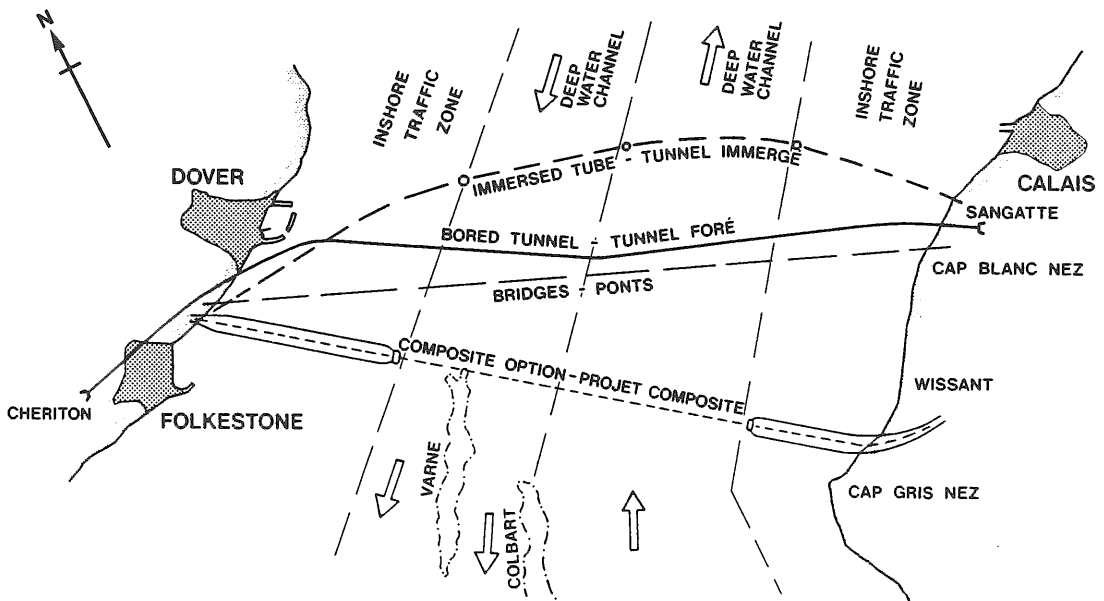 N
INSHORE
TRAFFIC
ZONE
DEEP
WATER
CHANNEL
DEEP
WATER
CHANNEL
INSHORE
TRAFFIC
ZONE
DOVER
CALAIS
IMMERSED TUBE - TUNNEL IMMERGÉ
SANGATTE
BORED TUNNEL - TUNNEL FORÉ
CAP BLANC NEZ
BRIDGES - PONTS
COMPOSITE OPTION - PROJET COMPOSITE
WISSANT
CHERITON
FOLKESTONE
VARNE
CAP GRIS NEZ
COLBART